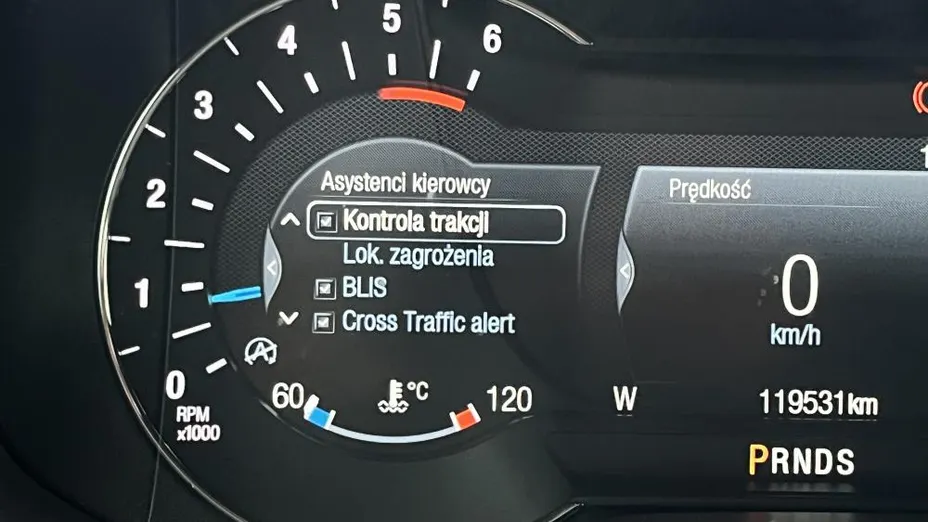 5
4
6
3
2
1
0
RPM
x1000
Asystenci kierowcy
Kontrola trakcji
Lok. zagrożenia
BLIS
Cross Traffic alert
A
60
°C
120
Prędkość
0
km/h
W
119531km
PRNDS